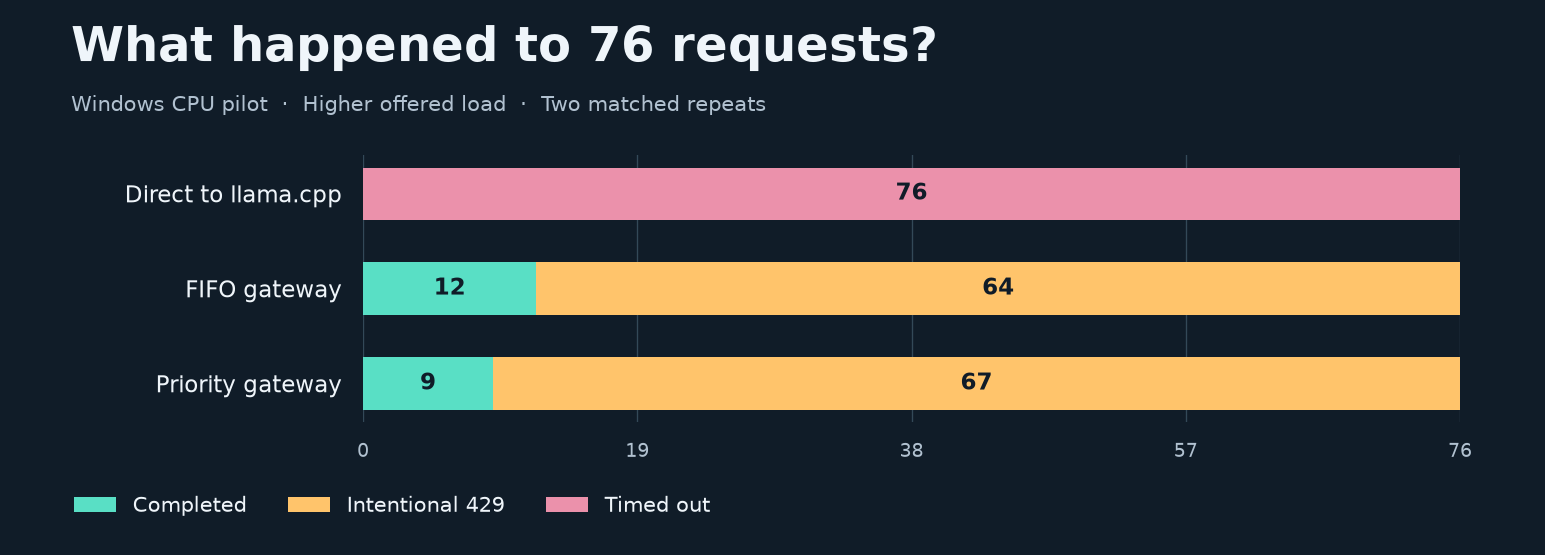 What happened to 76 requests?
Windows CPU pilot · Higher offered load · Two matched repeats
Direct to llama.cpp 76
FIFO gateway 12 64
Priority gateway 9 67
0 19 38 57 76
Completed Intentional 429 Timed out